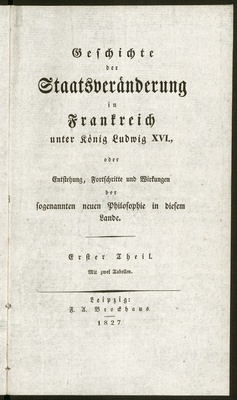 Geschichte
der
Staatsveränderung
in
Frankreich
unter König Ludwig XVI.,
oder
Entstehung, Fortschritte und Wirkungen
der
sogenannten neuen Philosophie in diesem
Lande.
Erster Theil.
Mit zwei Tabellen.
Leipzig:
F. A. Brockhaus.
1827.